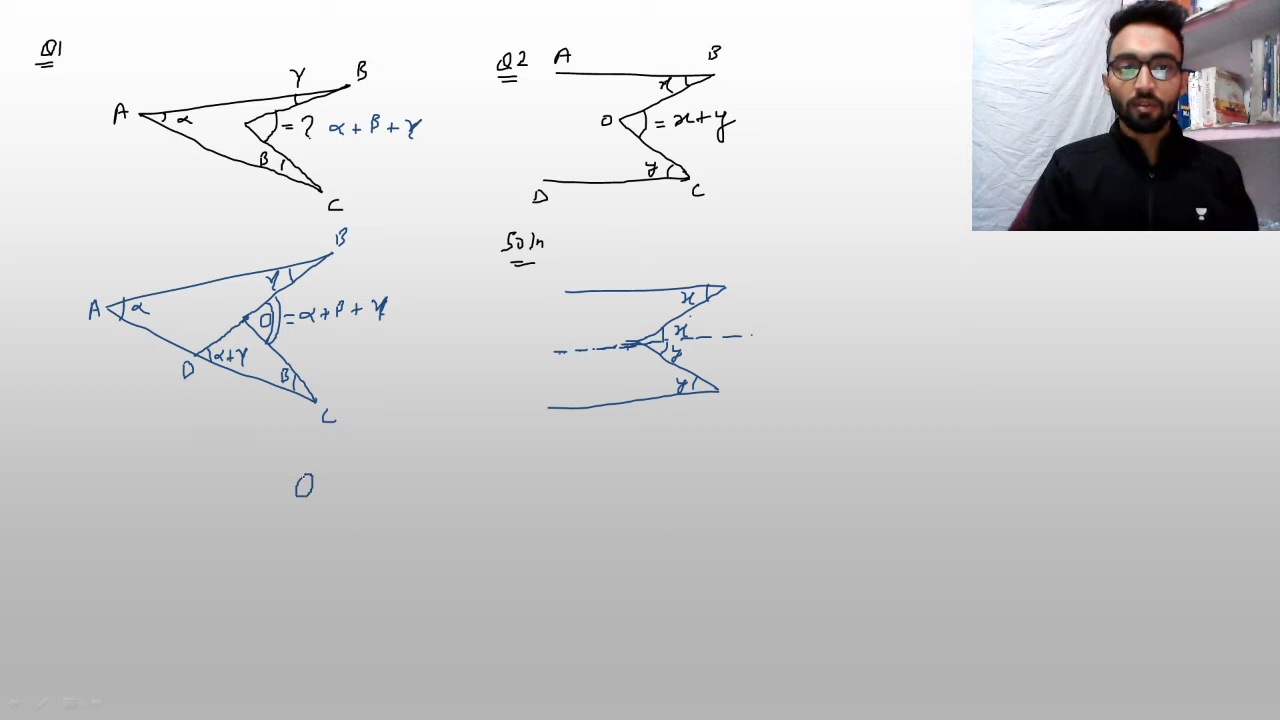 Q1
A
α
γ
B
= ? α + β + γ
β
C
B
γ
A
α
O = α + β + γ
α+γ
D
β
C
O
Q2
A
B
x
O
= x + y
y
D
C
Soln
x
x
y
y